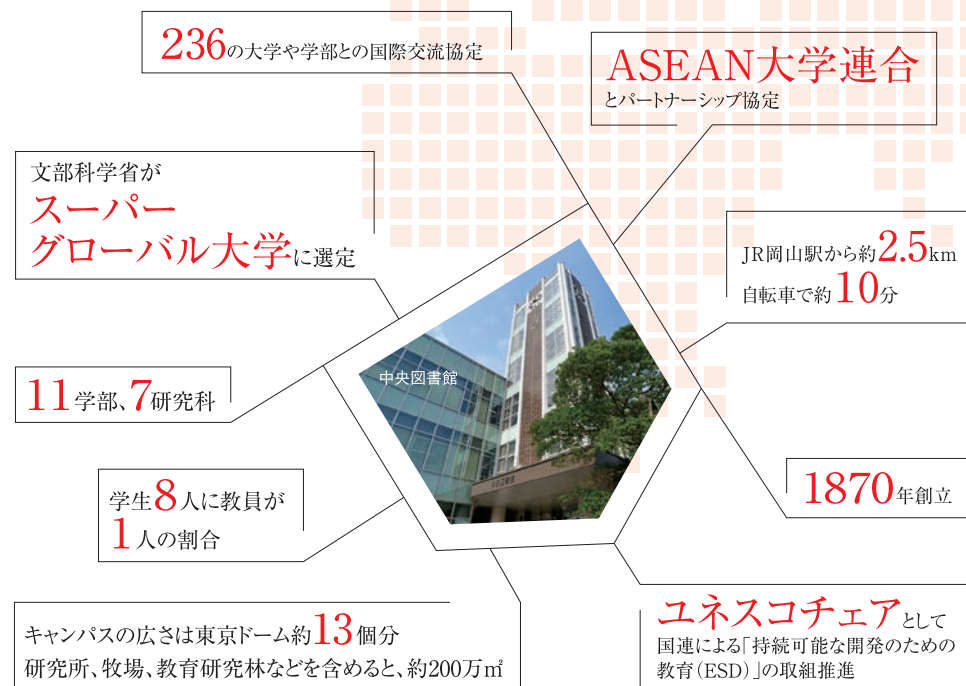 236の大学や学部との国際交流協定
ASEAN大学連合
とパートナーシップ協定
文部科学省が
スーパー
グローバル大学に選定
JR岡山駅から約2.5km
自転車で約10分
中央図書館
11学部、7研究科
1870年創立
学生8人に教員が
1人の割合
キャンパスの広さは東京ドーム約13個分
研究所、牧場、教育研究林などを含めると、約200万㎡
ユネスコチェアとして
国連による「持続可能な開発のための
教育（ESD）」の取組推進